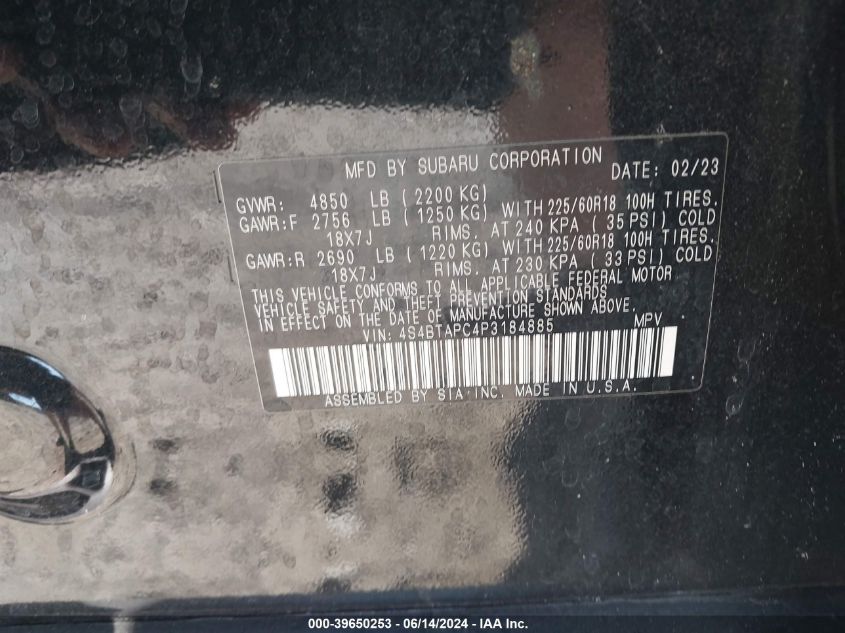 MFD BY SUBARU CORPORATION DATE: 02/23
GVWR: 4850 LB ( 2200 KG)
GAWR:F 2756 LB ( 1250 KG) WITH 225/60R18 100H TIRES.
18X7J RIMS. AT 240 KPA ( 35 PSI) COLD
GAWR:R 2690 LB ( 1220 KG) WITH 225/60R18 100H TIRES.
18X7J RIMS. AT 230 KPA ( 33 PSI) COLD
THIS VEHICLE CONFORMS TO ALL APPLICABLE FEDERAL MOTOR
VEHICLE SAFETY AND THEFT PREVENTION STANDARDS
IN EFFECT ON THE DATE OF MANUFACTURE SHOWN ABOVE.
VIN: 4S4BTAPC4P3184885 MPV
ASSEMBLED BY SIA INC. MADE IN U.S.A.
000-39650253 - 06/14/2024 - IAA Inc.